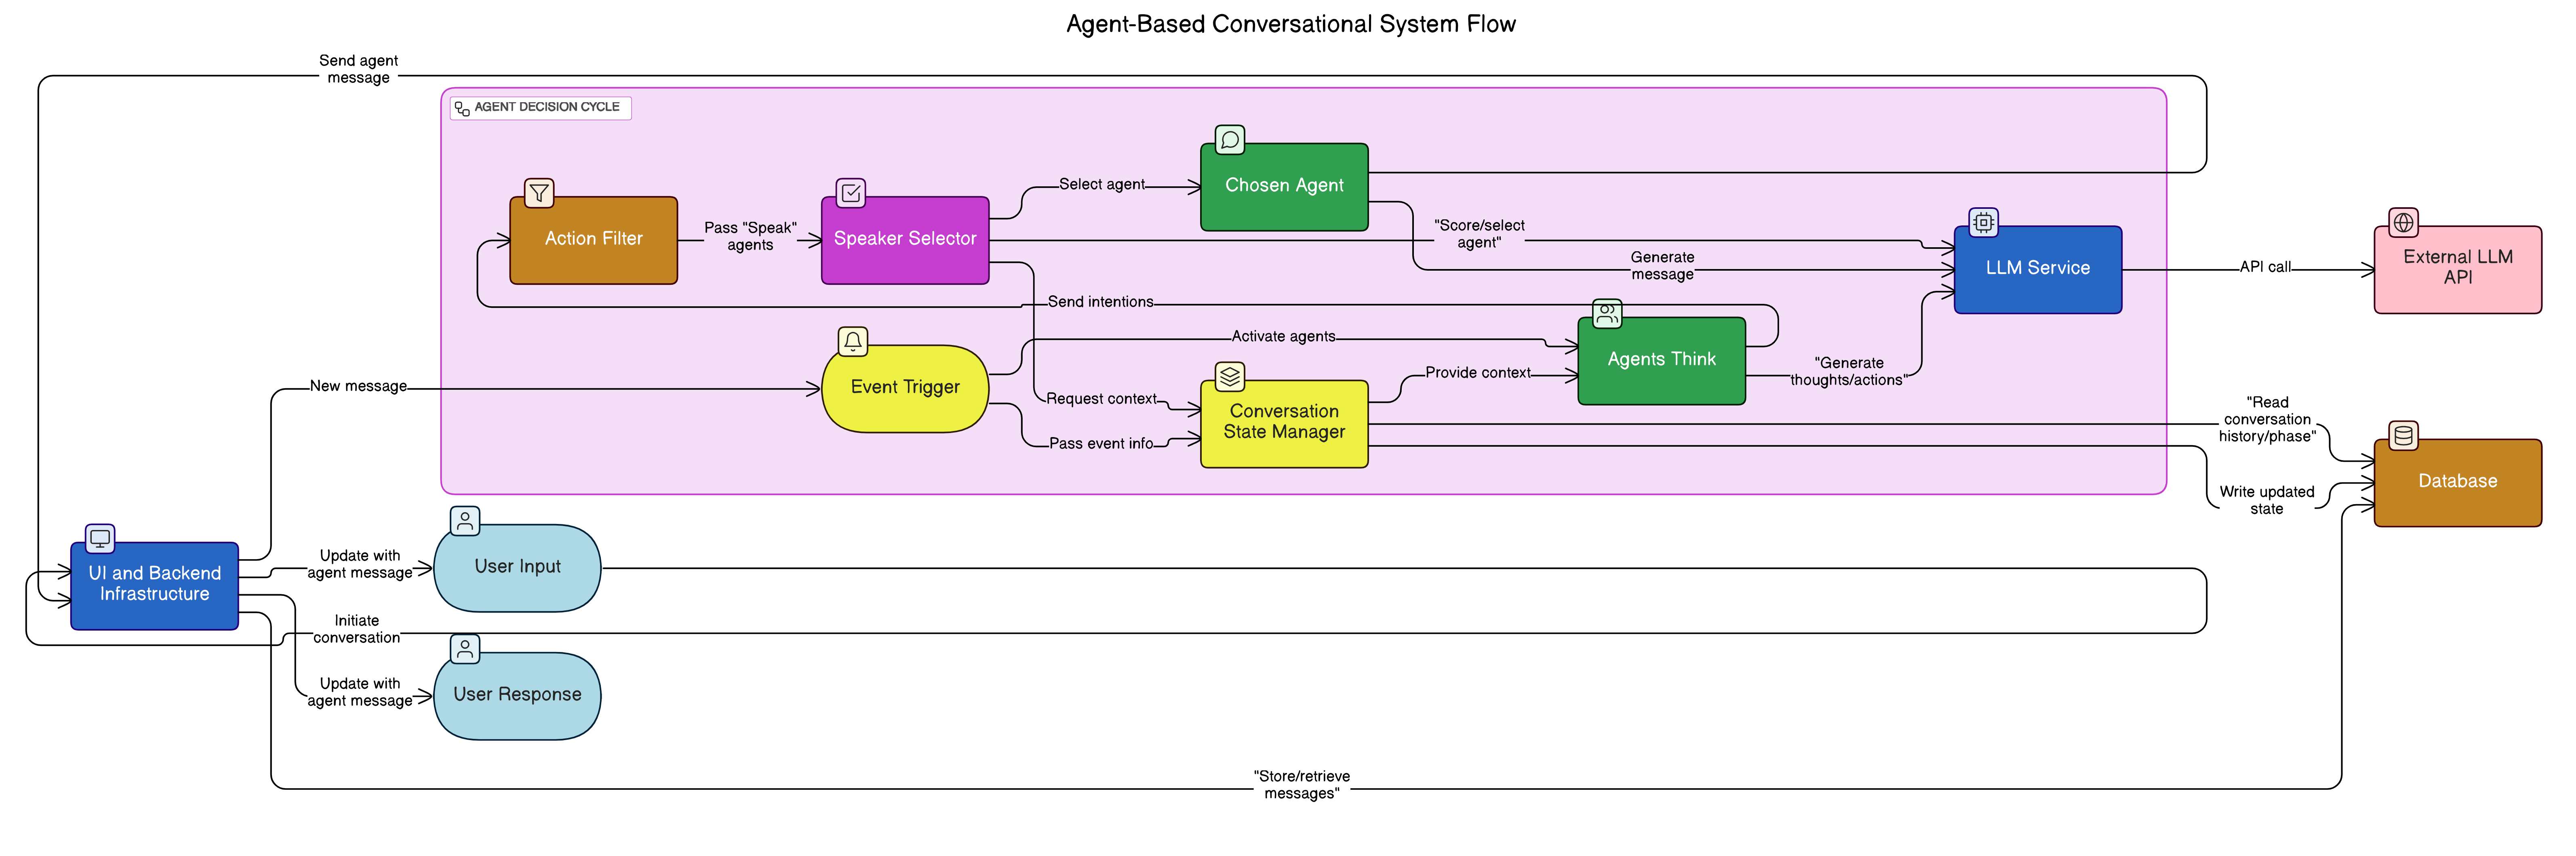 Agent-Based Conversational System Flow
Send agent
message
AGENT DECISION CYCLE
Chosen Agent
Select agent
Action Filter
Pass "Speak"
agents
Speaker Selector
"Score/select
agent"
Generate
message
LLM Service
API call
External LLM
API
Send intentions
Activate agents
Agents Think
Event Trigger
New message
Provide context
"Generate
thoughts/actions"
Request context
Conversation
State Manager
Pass event info
"Read
conversation
history/phase"
Write updated
state
Database
UI and Backend
Infrastructure
Update with
agent message
User Input
Initiate
conversation
Update with
agent message
User Response
"Store/retrieve
messages"